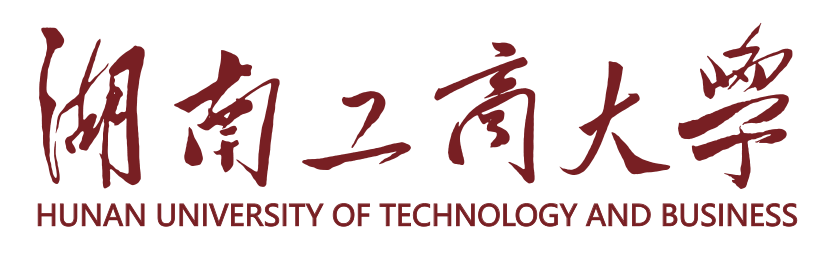 湖南工商大學
HUNAN UNIVERSITY OF TECHNOLOGY AND BUSINESS